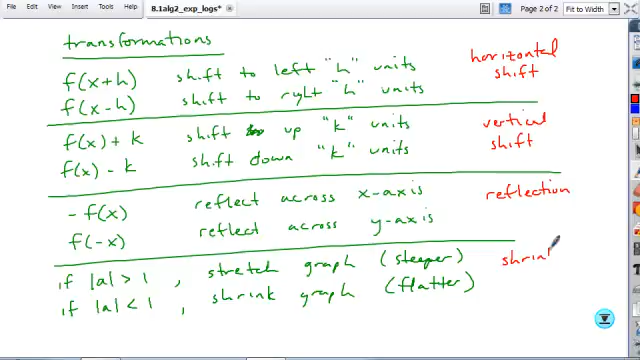 File Home Insert Tools Help
8.1alg2_exp_logs*
Page 2 of 2
Fit to Width
transformations
f(x+h) shift to left "h" units
f(x-h) shift to right "h" units
horizontal
shift
f(x)+k shift up "k" units
f(x)-k shift down "k" units
vertical
shift
-f(x) reflect across x-axis
f(-x) reflect across y-axis
reflection
if |a| > 1, stretch graph (steeper)
if |a| < 1, shrink graph (flatter)
shrink